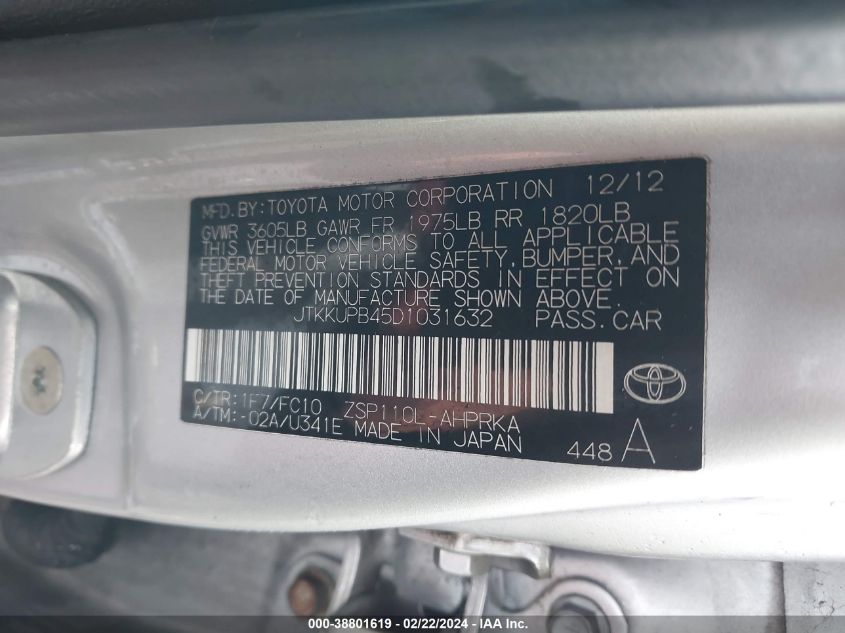 MFD.BY:TOYOTA MOTOR CORPORATION 12/12
GVWR 3605LB GAWR FR 1975LB RR 1820LB
THIS VEHICLE CONFORMS TO ALL APPLICABLE
FEDERAL MOTOR VEHICLE SAFETY,BUMPER,AND
THEFT PREVENTION STANDARDS IN EFFECT ON
THE DATE OF MANUFACTURE SHOWN ABOVE.
JTKKUPB45D1031632 PASS.CAR
C/TR:1F7/FC10 ZSP110L-AHPRKA
A/TM:-02A/U341E MADE IN JAPAN
448 A
000-38801619 - 02/22/2024 - IAA Inc.